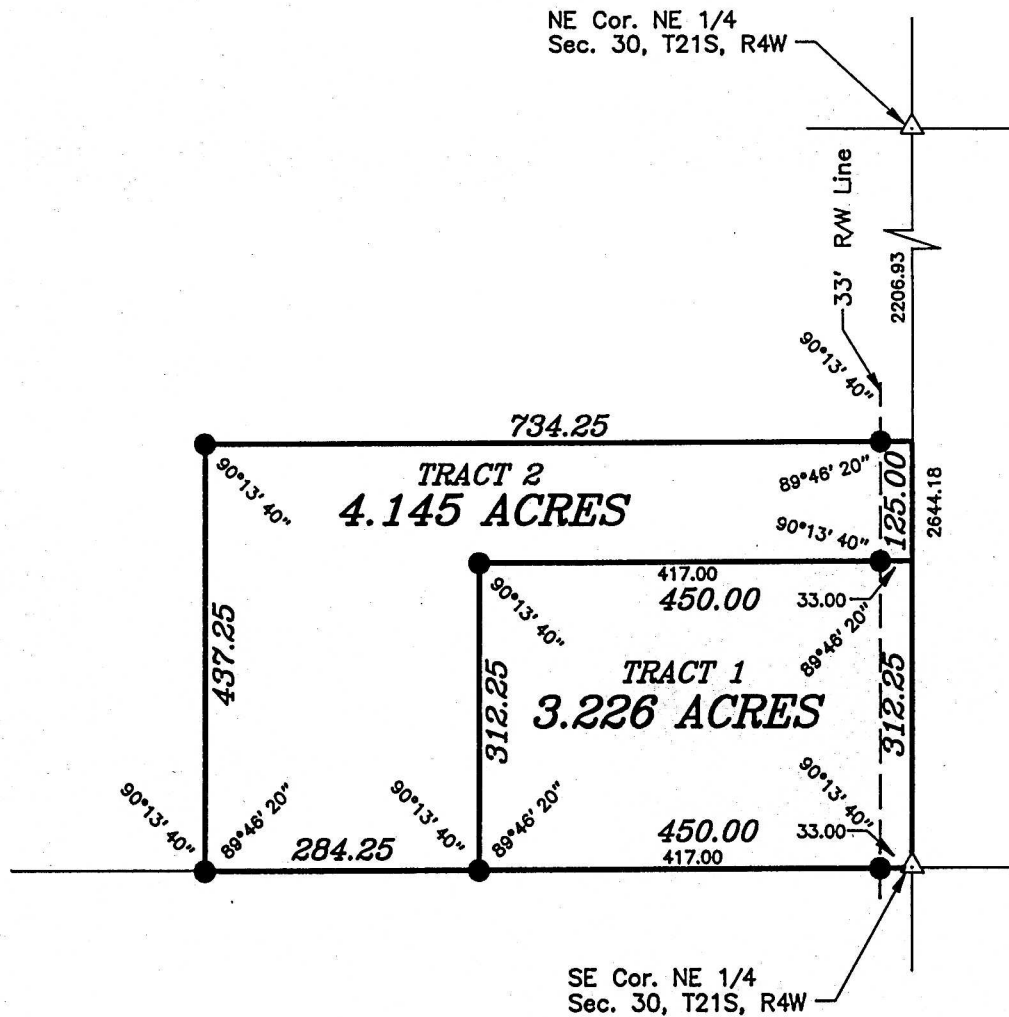 NE Cor. NE 1/4
Sec. 30, T21S, R4W
33' R/W Line
2206.93
90°13' 40"
734.25
90°13' 40"
TRACT 2
4.145 ACRES
89°46' 20"
125.00
2644.18
90°13' 40"
417.00
450.00
33.00
90°13' 40"
89°46' 20"
437.25
312.25
TRACT 1
3.226 ACRES
312.25
90°13' 40"
89°46' 20"
90°13' 40"
89°46' 20"
90°13' 40"
284.25
450.00
33.00
417.00
SE Cor. NE 1/4
Sec. 30, T21S, R4W